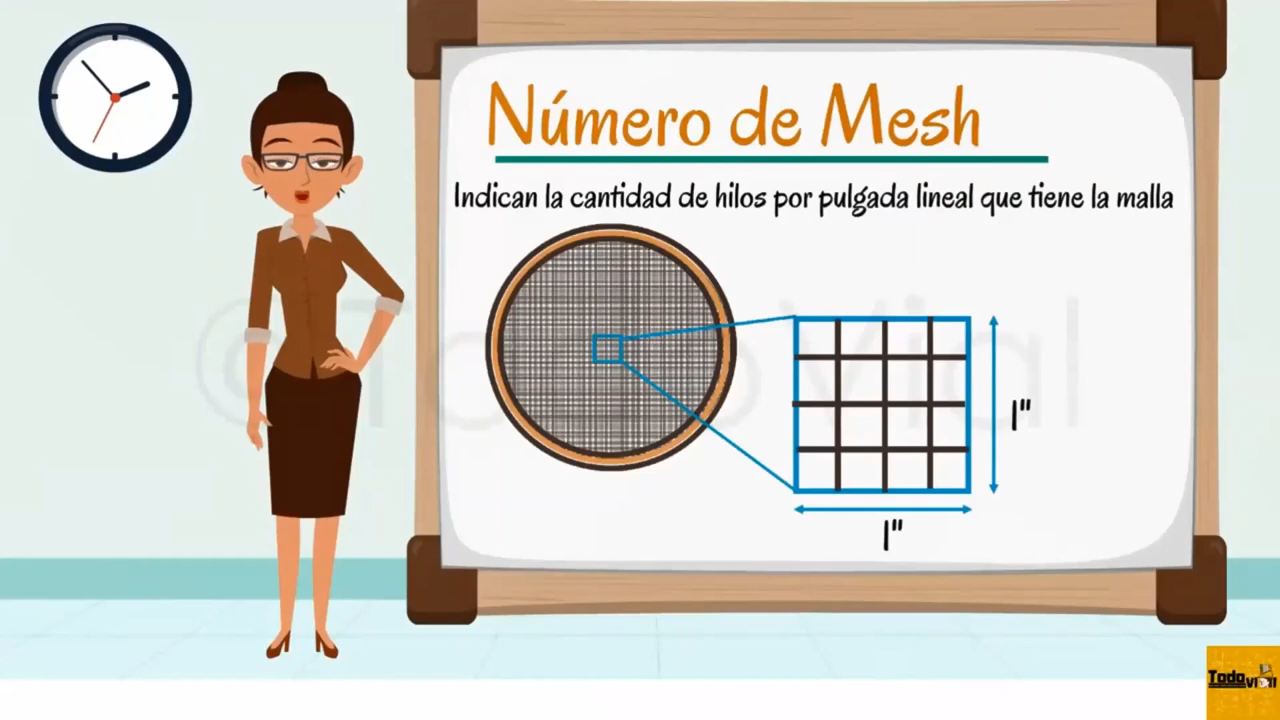 Número de Mesh
Indican la cantidad de hilos por pulgada lineal que tiene la malla
©TodoVial
1"
1"
Todo
Vial